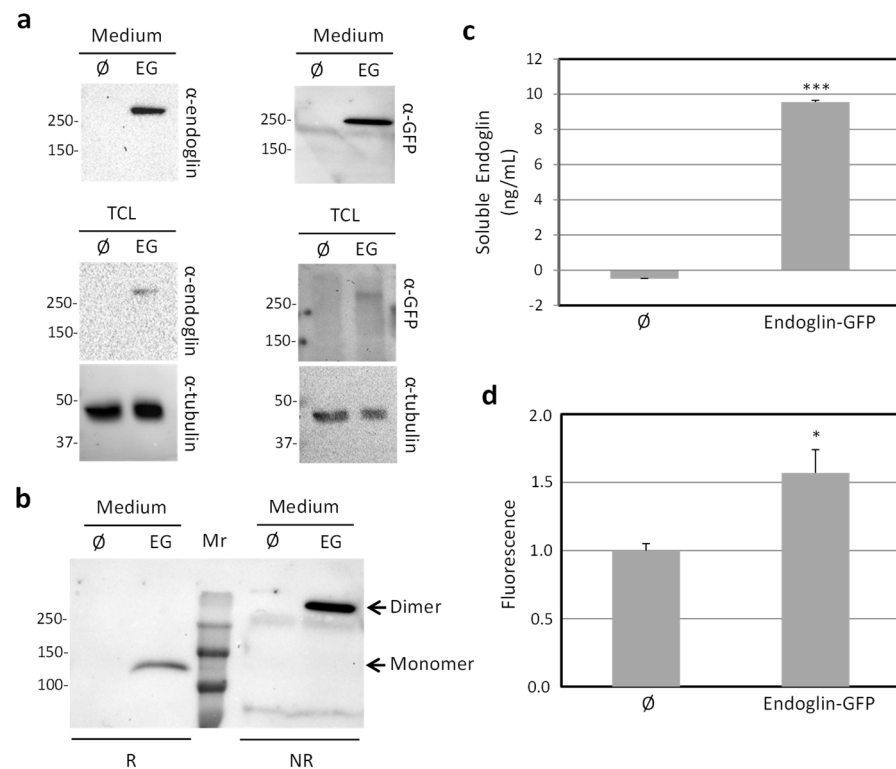 a
Medium
Ø EG
250-
150-
α-endoglin
Medium
Ø EG
250-
150-
α-GFP
TCL
Ø EG
250-
150-
α-endoglin
50-
37-
α-tubulin
TCL
Ø EG
250-
150-
α-GFP
50-
37-
α-tubulin
b
Medium
Ø EG
Mr
Medium
Ø EG
250-
150-
100-
Dimer
Monomer
R
NR
c
Soluble Endoglin
(ng/mL)
12
10
8
6
4
2
0
-2
***
Ø
Endoglin-GFP
d
Fluorescence
2.0
1.5
1.0
0.5
0.0
*
Ø
Endoglin-GFP